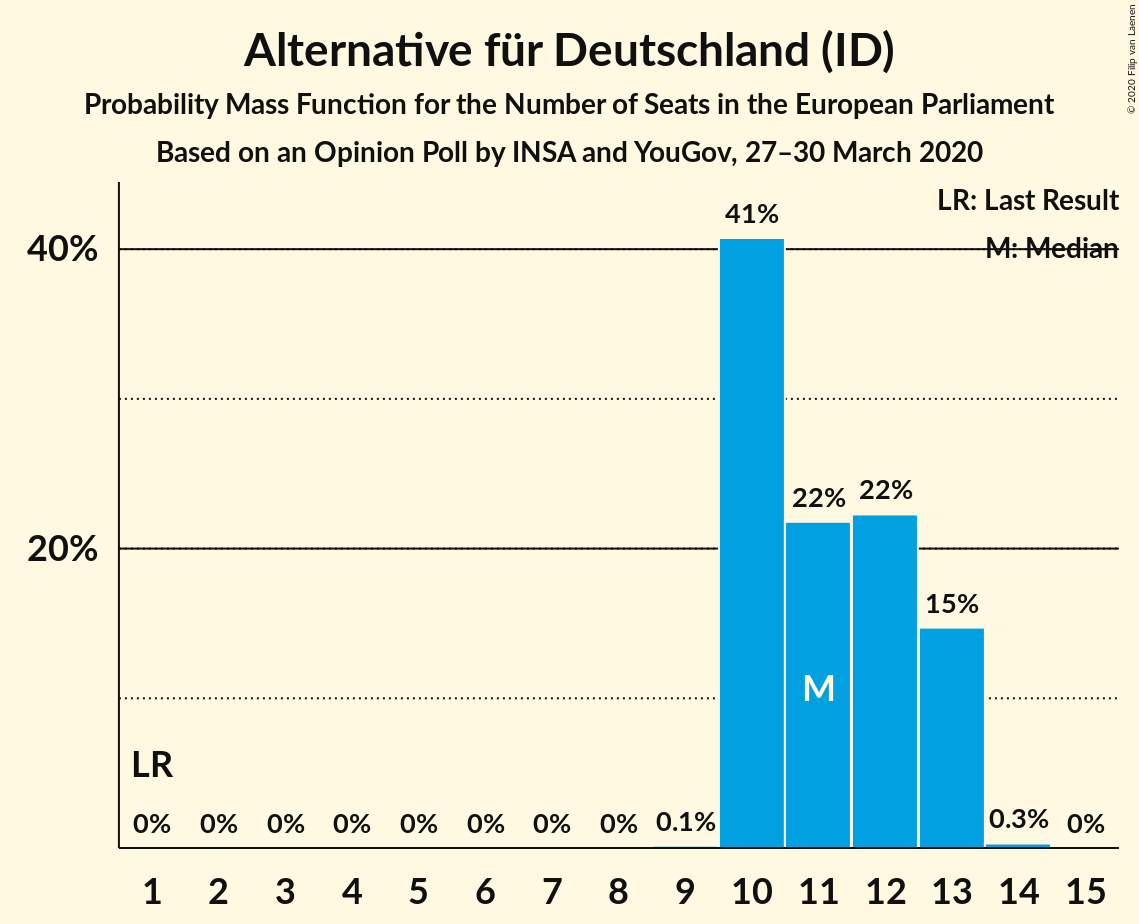 Alternative für Deutschland (ID)
Probability Mass Function for the Number of Seats in the European Parliament
Based on an Opinion Poll by INSA and YouGov, 27–30 March 2020
© 2020 Filip van Laenen
LR: Last Result
M: Median
40%
20%
41%
22%
22%
15%
M
LR
0%
0%
0%
0%
0%
0%
0%
0%
0.1%
0.3%
0%
1 2 3 4 5 6 7 8 9 10 11 12 13 14 15